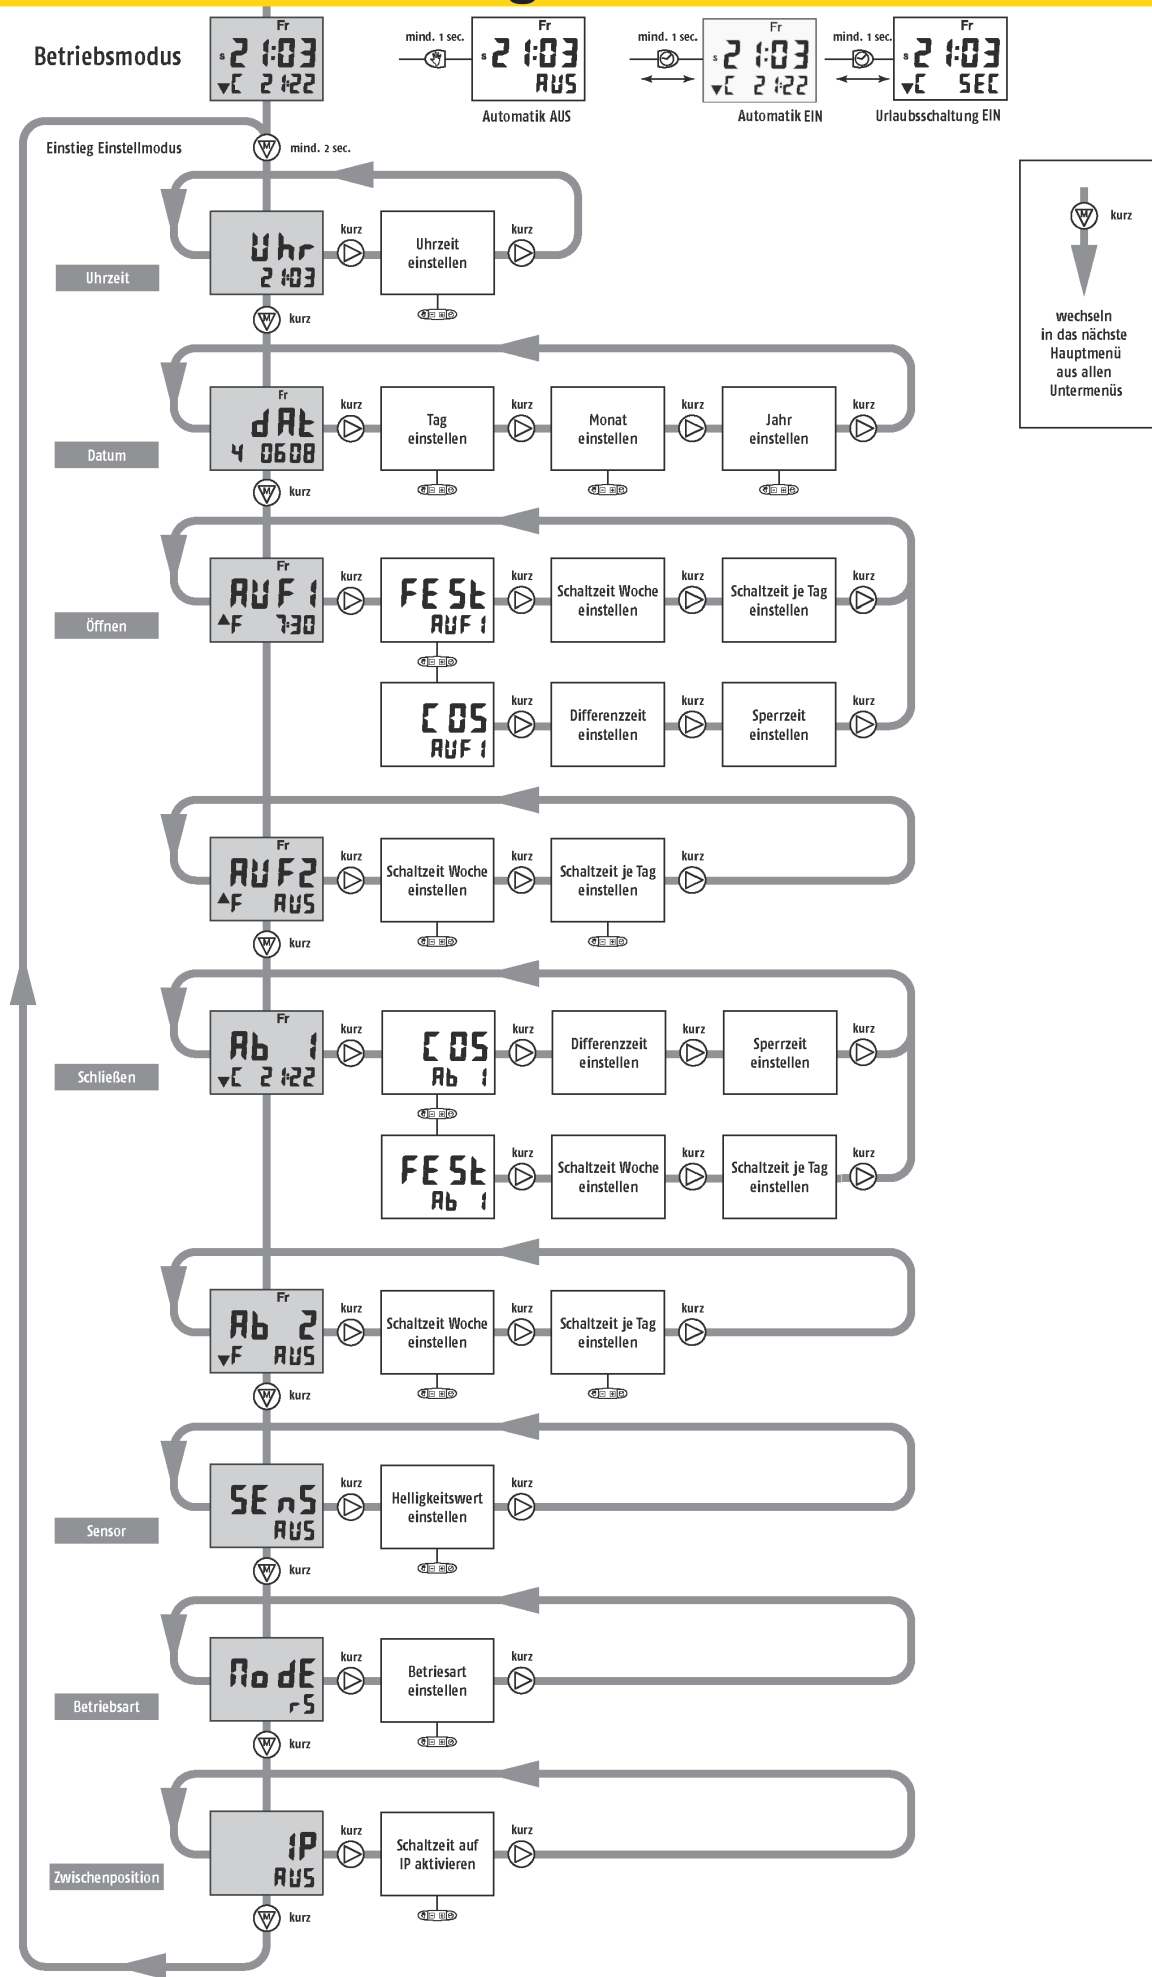 Betriebsmodus
Fr
s 21:03
▼C 21:22
mind. 1 sec.
Fr
s 21:03
AUS
Automatik AUS
mind. 1 sec.
Fr
s 21:03
▼C 21:22
Automatik EIN
mind. 1 sec.
Fr
s 21:03
▼C SEC
Urlaubsschaltung EIN
Einstieg Einstellmodus
M
mind. 2 sec.
M
kurz
wechseln
in das nächste
Hauptmenü
aus allen
Untermenüs
Uhrzeit
Uhr
21:03
kurz
Uhrzeit
einstellen
kurz
M
kurz
Datum
Fr
dAt
4 0608
kurz
Tag
einstellen
kurz
Monat
einstellen
kurz
Jahr
einstellen
kurz
M
kurz
Öffnen
Fr
AUF1
▲F 7:30
kurz
FESt
AUF1
kurz
Schaltzeit Woche
einstellen
kurz
Schaltzeit je Tag
einstellen
kurz
COS
AUF1
kurz
Differenzzeit
einstellen
kurz
Sperrzeit
einstellen
kurz
Fr
AUF2
▲F AUS
kurz
Schaltzeit Woche
einstellen
kurz
Schaltzeit je Tag
einstellen
kurz
M
kurz
Schließen
Fr
Ab 1
▼C 21:22
kurz
COS
Ab 1
kurz
Differenzzeit
einstellen
kurz
Sperrzeit
einstellen
kurz
FESt
Ab 1
kurz
Schaltzeit Woche
einstellen
kurz
Schaltzeit je Tag
einstellen
kurz
Fr
Ab 2
▼F AUS
kurz
Schaltzeit Woche
einstellen
kurz
Schaltzeit je Tag
einstellen
kurz
M
kurz
Sensor
SEnS
AUS
kurz
Helligkeitswert
einstellen
kurz
M
kurz
Betriebsart
ModE
rS
kurz
Betriesart
einstellen
kurz
M
kurz
Zwischenposition
IP
AUS
kurz
Schaltzeit auf
IP aktivieren
kurz
M
kurz